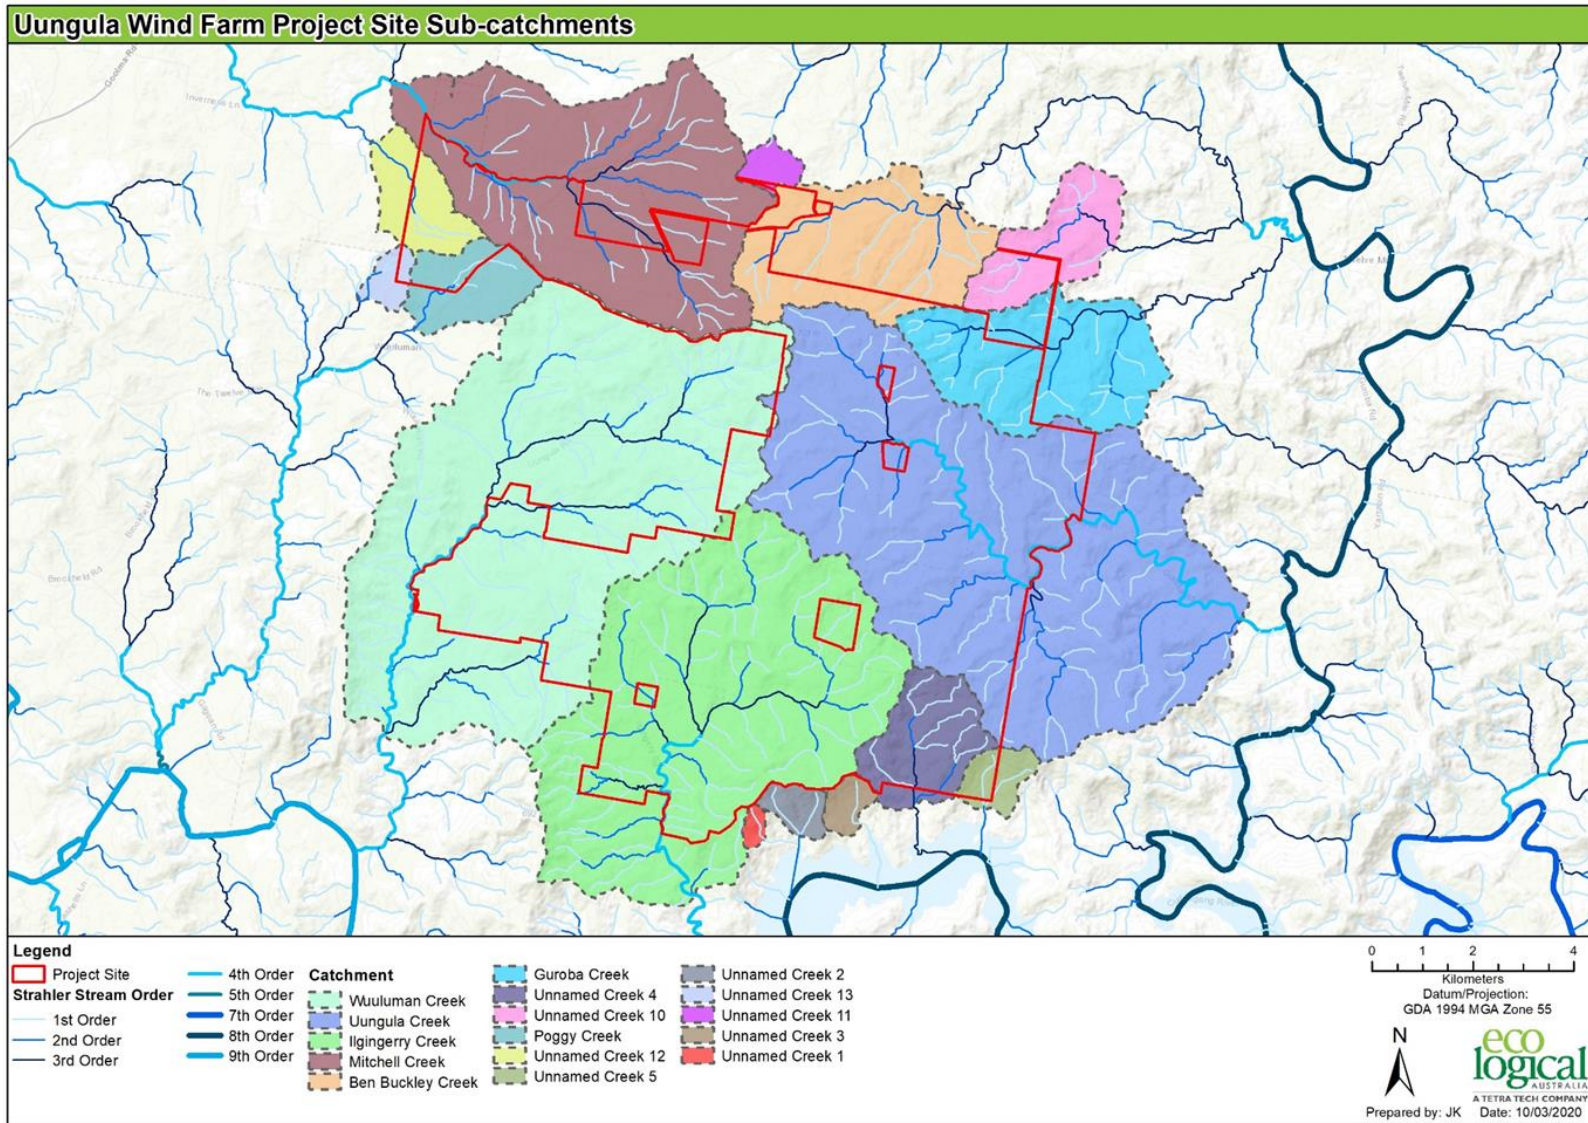 Uungula Wind Farm Project Site Sub-catchments
Goolma Rd
Inverness Ln
Wuuluman
Legend
Project Site
Strahler Stream Order
1st Order
2nd Order
3rd Order
4th Order
5th Order
7th Order
8th Order
9th Order
Catchment
Wuuluman Creek
Uungula Creek
Ilgingerry Creek
Mitchell Creek
Ben Buckley Creek
Guroba Creek
Unnamed Creek 4
Unnamed Creek 10
Poggy Creek
Unnamed Creek 12
Unnamed Creek 5
Unnamed Creek 2
Unnamed Creek 13
Unnamed Creek 11
Unnamed Creek 3
Unnamed Creek 1
0 1 2 4
Kilometers
Datum/Projection:
GDA 1994 MGA Zone 55
N
eco
logical
AUSTRALIA
A TETRA TECH COMPANY
Prepared by: JK Date: 10/03/2020